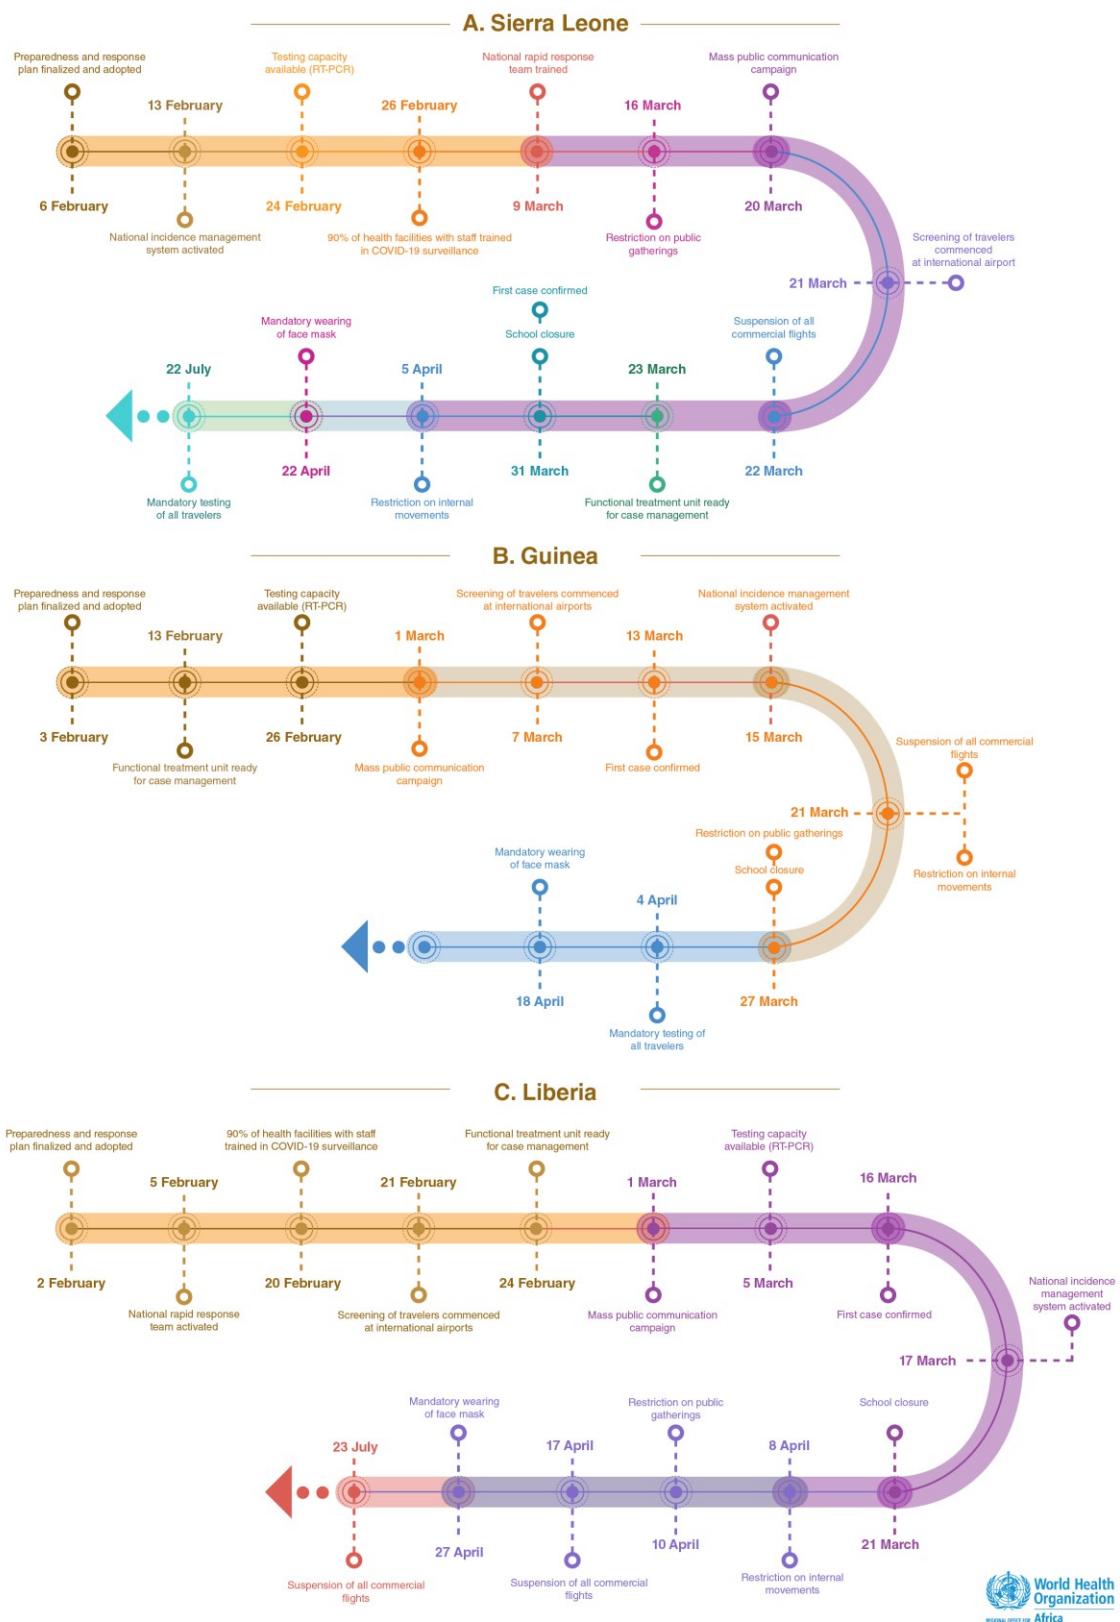 A. Sierra Leone
Preparedness and response
plan finalized and adopted
Testing capacity
available (RT-PCR)
National rapid response
team trained
Mass public communication
campaign
13 February
26 February
16 March
6 February
24 February
9 March
20 March
National incidence management
system activated
90% of health facilities with staff trained
in COVID-19 surveillance
Restriction on public
gatherings
Screening of travelers
commenced
at international airport
21 March
First case confirmed
Mandatory wearing
of face mask
School closure
Suspension of all
commercial flights
22 July
5 April
23 March
22 April
31 March
22 March
Mandatory testing
of all travelers
Restriction on internal
movements
Functional treatment unit ready
for case management
B. Guinea
Preparedness and response
plan finalized and adopted
Testing capacity
available (RT-PCR)
Screening of travelers commenced
at international airports
National incidence management
system activated
13 February
1 March
13 March
3 February
26 February
7 March
15 March
Functional treatment unit ready
for case management
Mass public communication
campaign
First case confirmed
Suspension of all commercial
flights
21 March
Restriction on internal
movements
Restriction on public gatherings
School closure
Mandatory wearing
of face mask
4 April
18 April
27 March
Mandatory testing of
all travelers
C. Liberia
Preparedness and response
plan finalized and adopted
90% of health facilities with staff
trained in COVID-19 surveillance
Functional treatment unit ready
for case management
Testing capacity
available (RT-PCR)
5 February
21 February
1 March
16 March
2 February
20 February
24 February
5 March
National rapid response
team activated
Screening of travelers commenced
at international airports
Mass public communication
campaign
First case confirmed
National incidence
management
system activated
17 March
Mandatory wearing
of face mask
Restriction on public
gatherings
School closure
23 July
17 April
8 April
27 April
10 April
21 March
Suspension of all commercial
flights
Suspension of all commercial
flights
Restriction on internal
movements
World Health
Organization
REGIONAL OFFICE FOR Africa